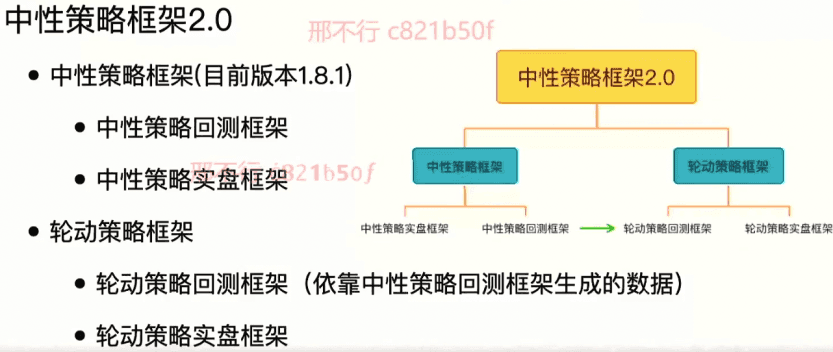 中性策略框架2.0
邢不行 c821b50f
中性策略框架(目前版本1.8.1)
中性策略回测框架
中性策略实盘框架
邢不行 c821b50f
轮动策略框架
轮动策略回测框架（依靠中性策略回测框架生成的数据）
轮动策略实盘框架
中性策略框架2.0
中性策略框架
轮动策略框架
中性策略实盘框架
中性策略回测框架
轮动策略回测框架
轮动策略实盘框架